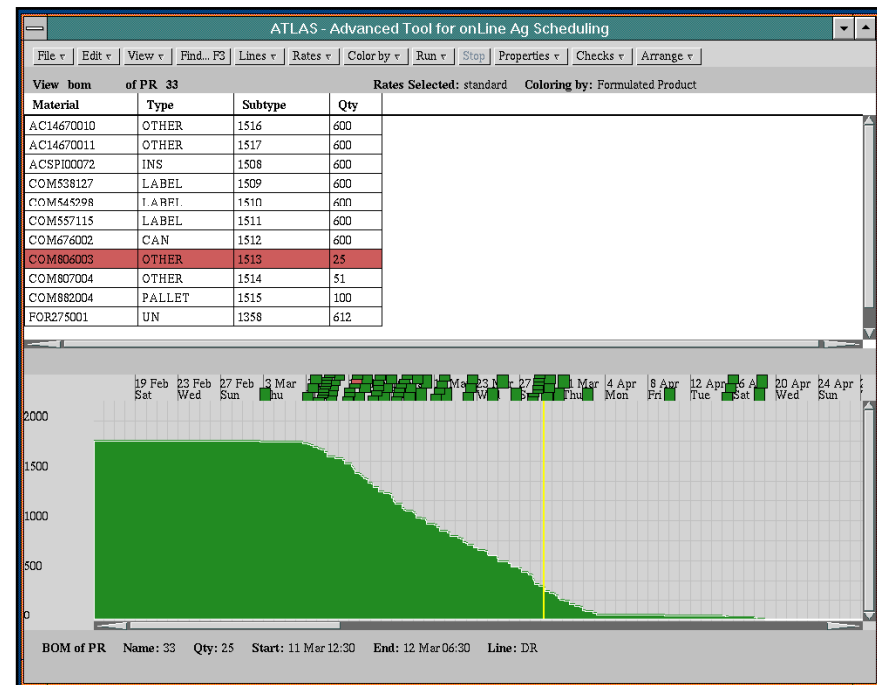 ATLAS - Advanced Tool for onLine Ag Scheduling
File Edit View Find... F3 Lines Rates Color by Run Stop Properties Checks Arrange
View bom of PR 33 Rates Selected: standard Coloring by: Formulated Product
Material Type Subtype Qty
AC14670010 OTHER 1516 600
AC14670011 OTHER 1517 600
ACSPI00072 INS 1508 600
COM538127 LABEL 1509 600
COM545298 LABEL 1510 600
COM557115 LABEL 1511 600
COM676002 CAN 1512 600
COM806003 OTHER 1513 25
COM807004 OTHER 1514 51
COM882004 PALLET 1515 100
FOR275001 UN 1358 612
19 Feb 23 Feb 27 Feb 3 Mar Ma 23 27 Mar 4 Apr 8 Apr 12 Apr 20 Apr 24 Apr
Sat Wed Sun Mon Fri Tue Sat Wed Sun
2000
1500
1000
500
0
BOM of PR Name: 33 Qty: 25 Start: 11 Mar 12:30 End: 12 Mar 06:30 Line: DR